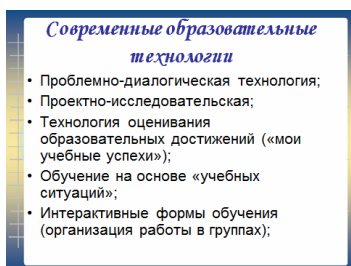 Современные образовательные
технологии
• Проблемно-диалогическая технология;
• Проектно-исследовательская;
• Технология оценивания
образовательных достижений («мои
учебные успехи»);
• Обучение на основе «учебных
ситуаций»;
• Интерактивные формы обучения
(организация работы в группах);